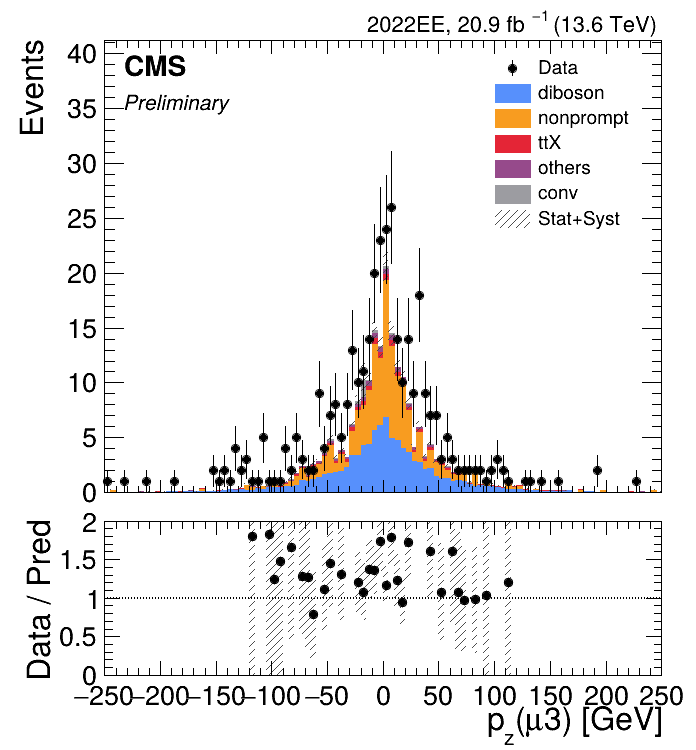 2022EE, 20.9 fb⁻¹ (13.6 TeV)
CMS
Preliminary
Events
40
35
30
25
20
15
10
5
0
Data
diboson
nonprompt
ttX
others
conv
Stat+Syst
Data / Pred
2
1.5
1
0.5
0
−250 −200 −150 −100 −50 0 50 100 150 200 250
p_z(μ3) [GeV]